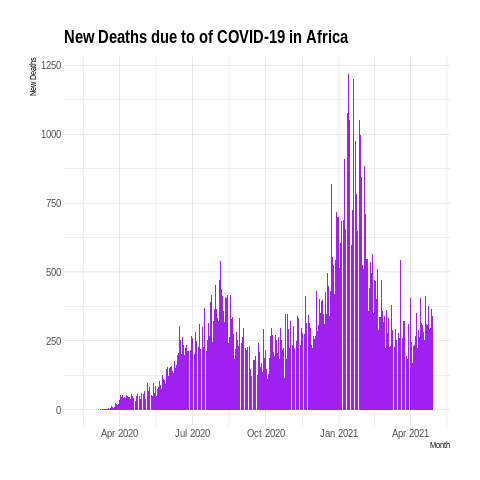 New Deaths due to of COVID-19 in Africa
New Deaths
1250
1000
750
500
250
0
Apr 2020 Jul 2020 Oct 2020 Jan 2021 Apr 2021
Month